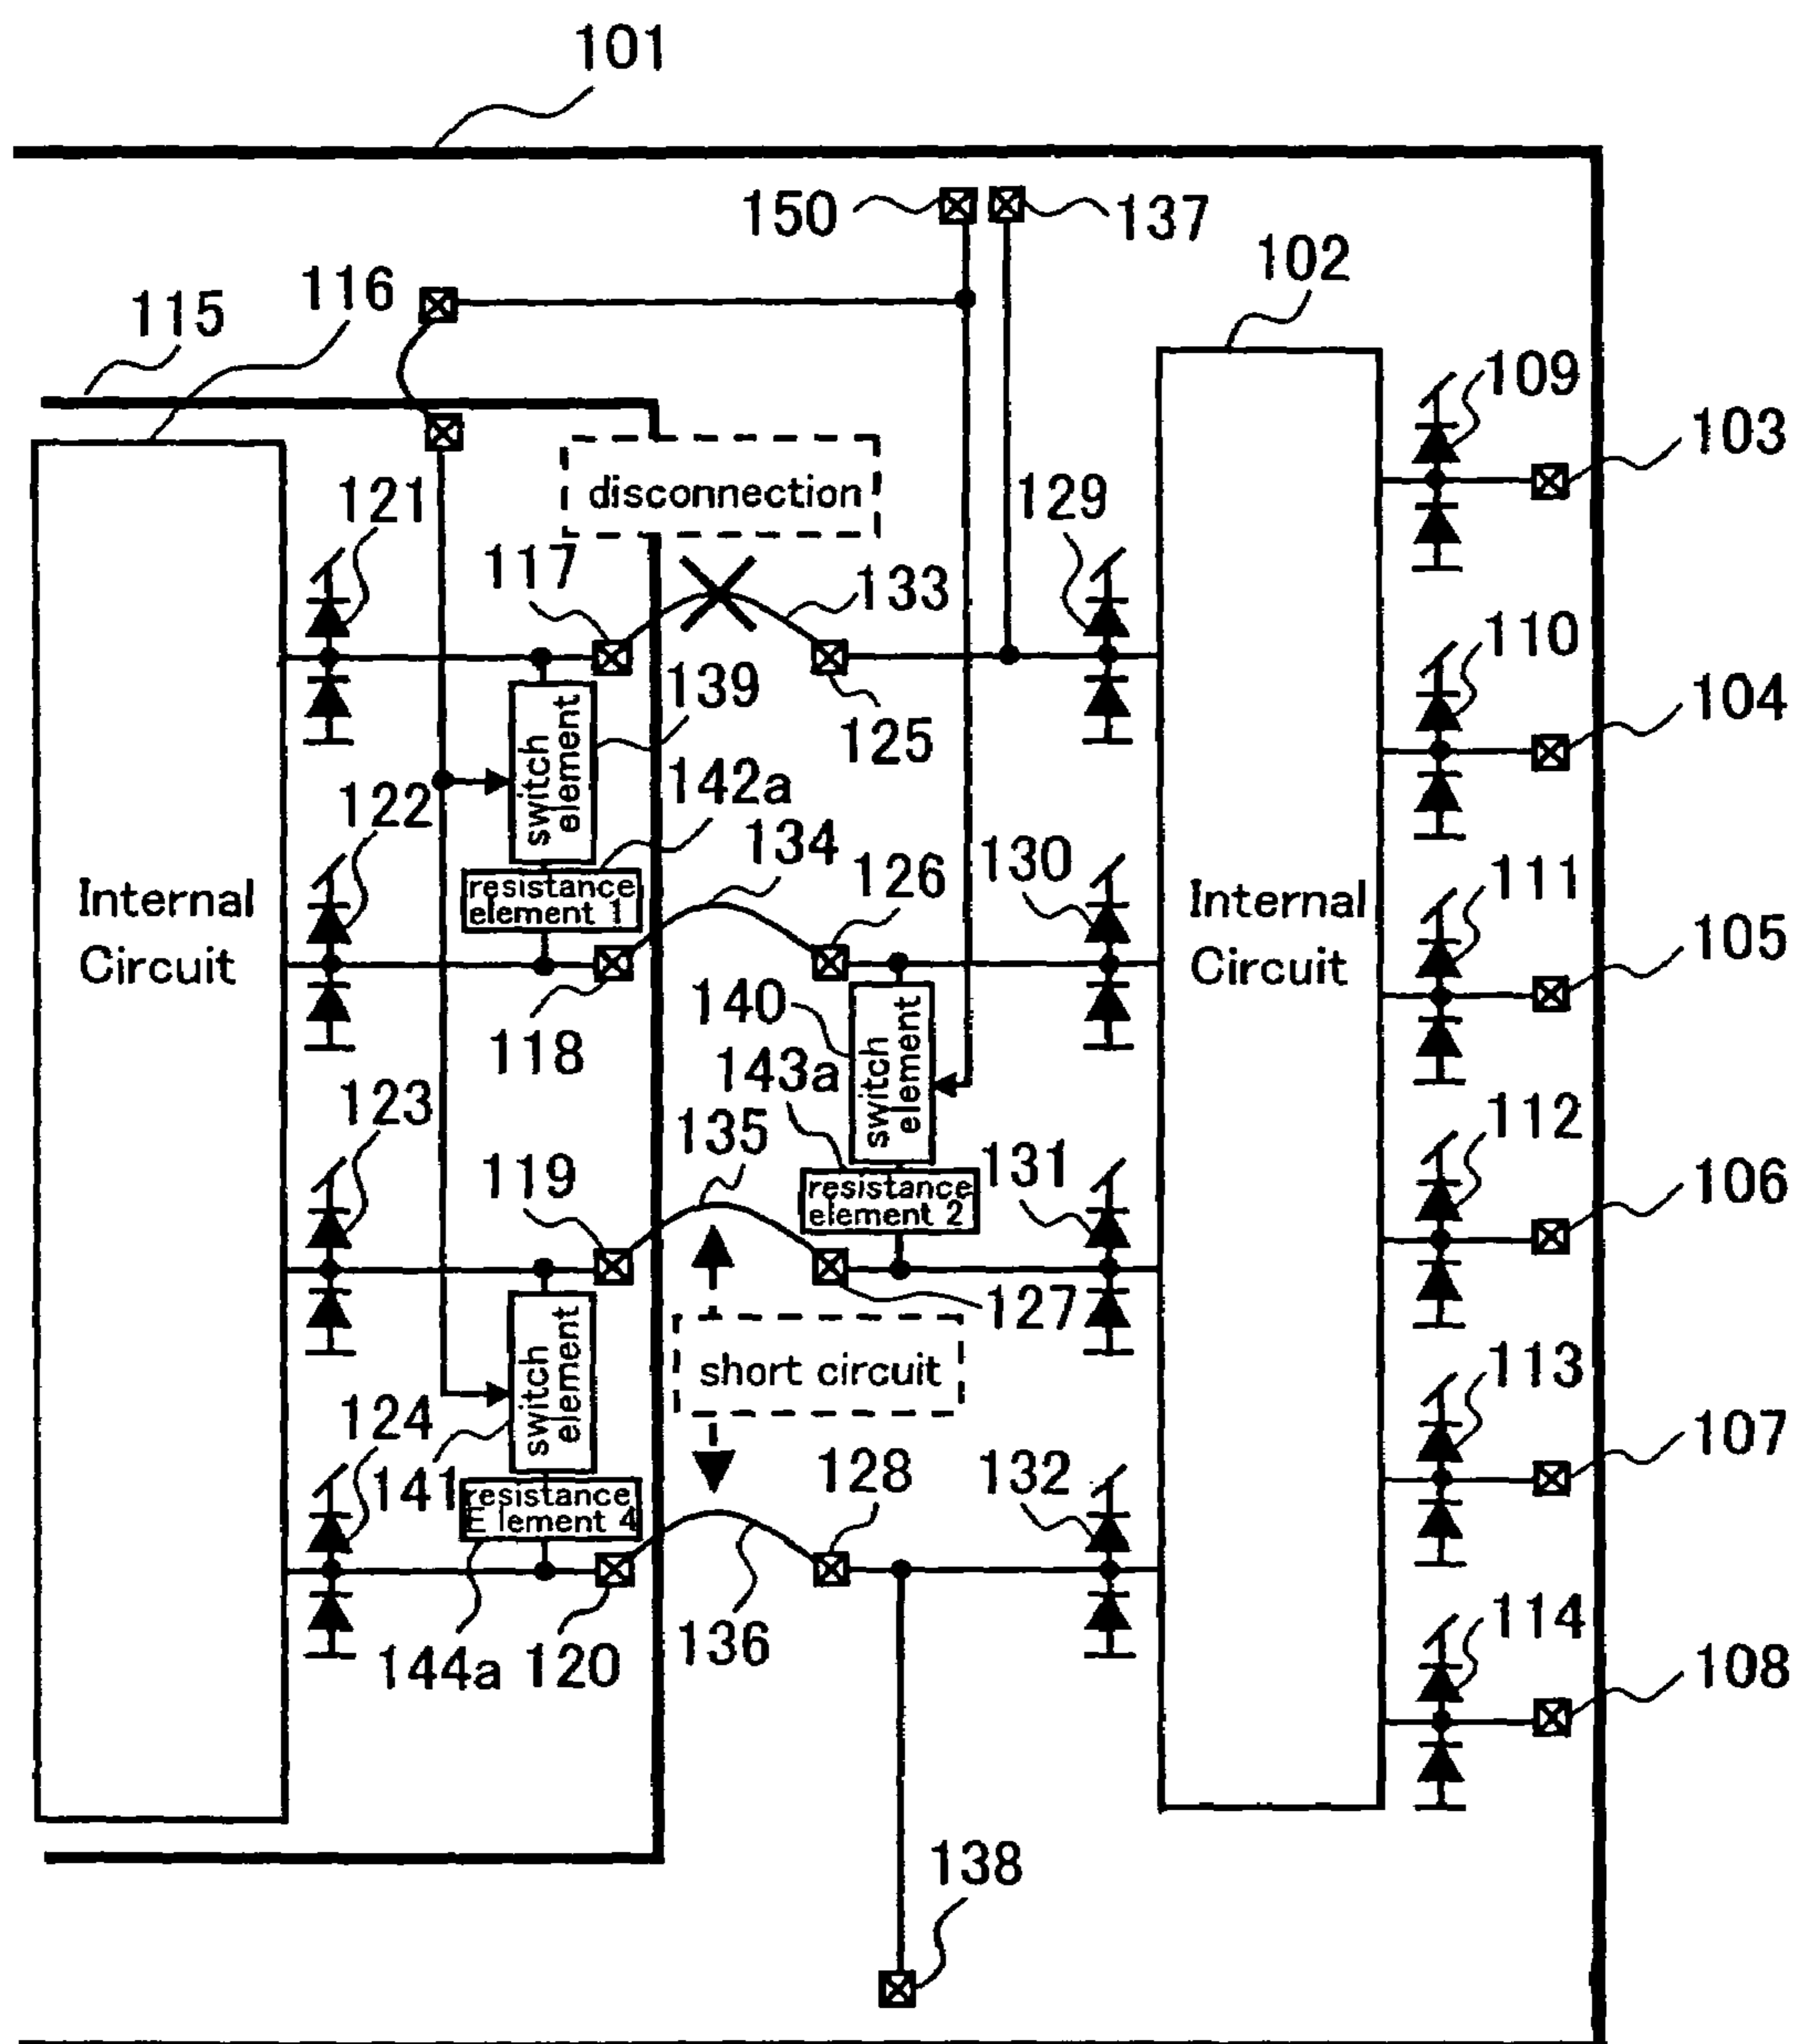 101
150
137
102
116
115
109
103
disconnection
121
129
117
133
110
104
139
125
switch
element
142a
122
134
126
130
111
105
resistance
element 1
Internal
Circuit
Internal
Circuit
118
140
switch
element
143a
123
135
112
106
119
131
resistance
element 2
127
switch
element
short circuit
113
107
124
141
128
132
resistance
E lement 4
136
114
108
144a
120
138